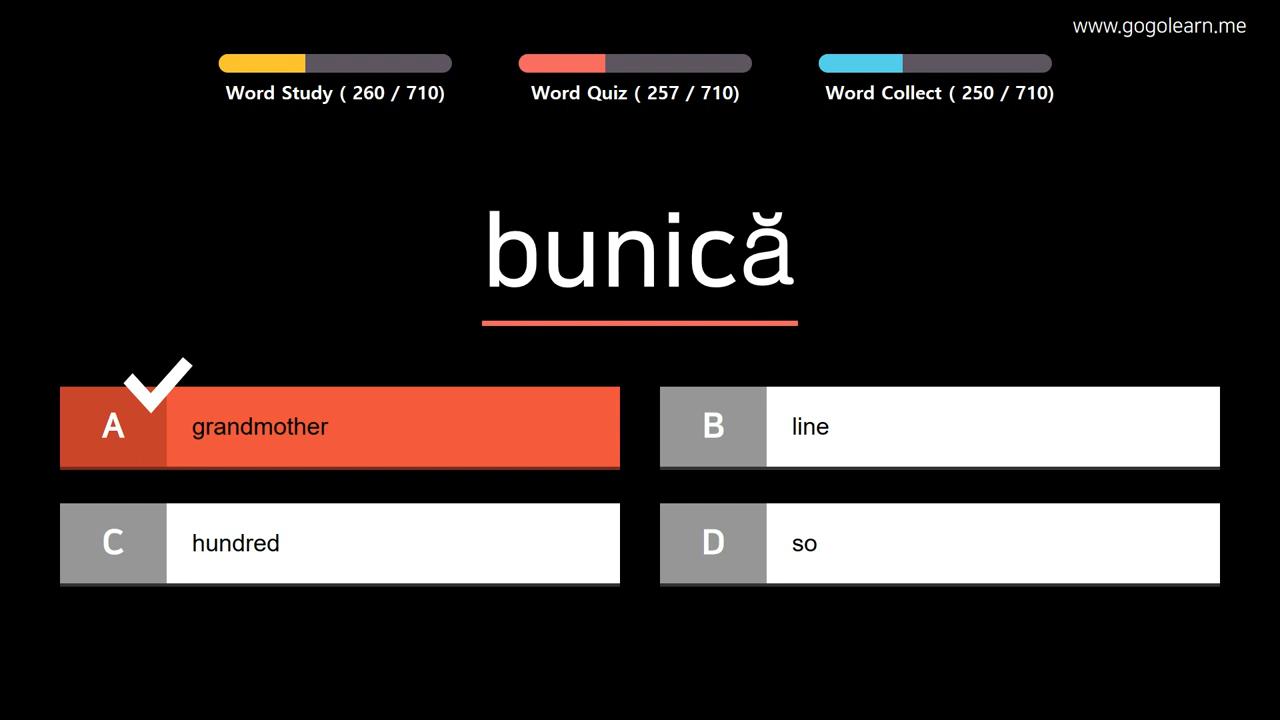 www.gogolearn.me
Word Study ( 260 / 710)
Word Quiz ( 257 / 710)
Word Collect ( 250 / 710)
bunică
A grandmother
B line
C hundred
D so